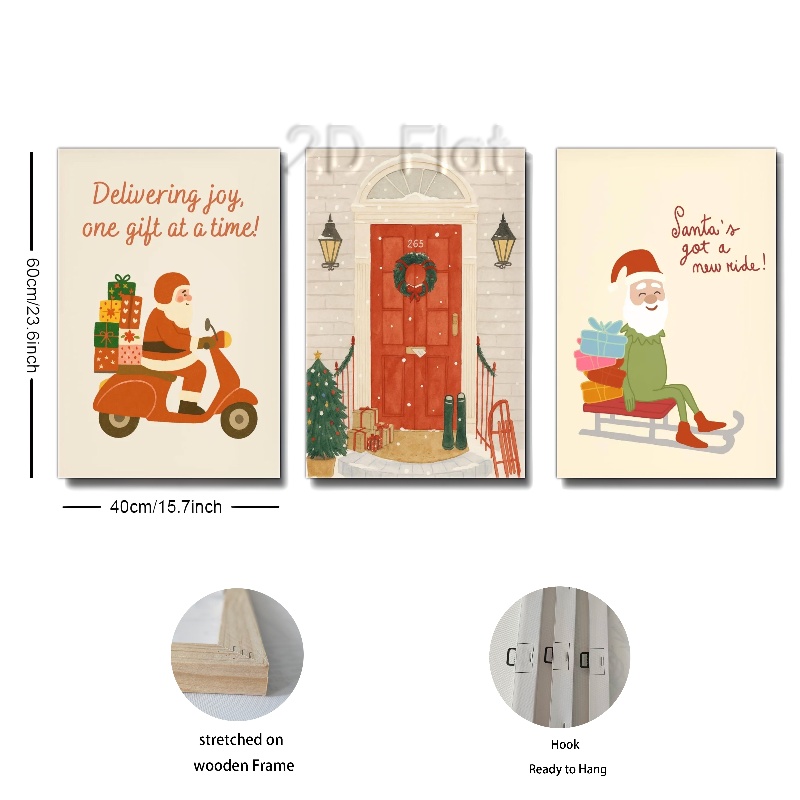 2D Flat
Delivering joy,
one gift at a time!
265
Santa's
got a
new ride!
60cm/23.6inch
40cm/15.7inch
stretched on
wooden Frame
Hook
Ready to Hang